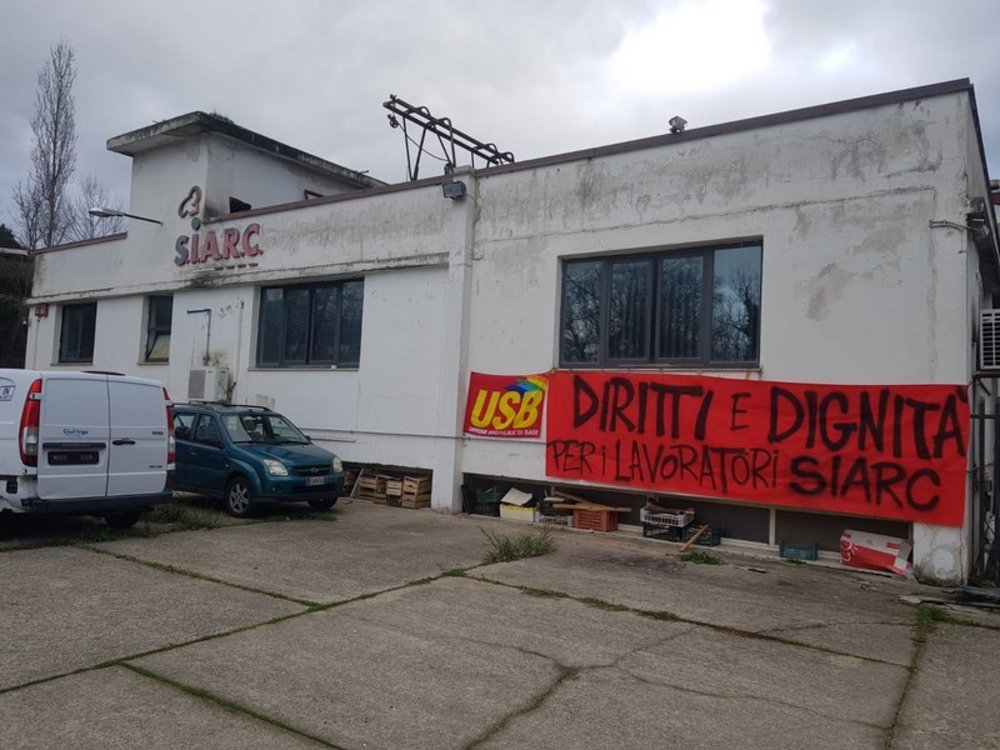 S.I.A.R.C.
USB
DIRITTI E DIGNITA'
PER I LAVORATORI SIARC